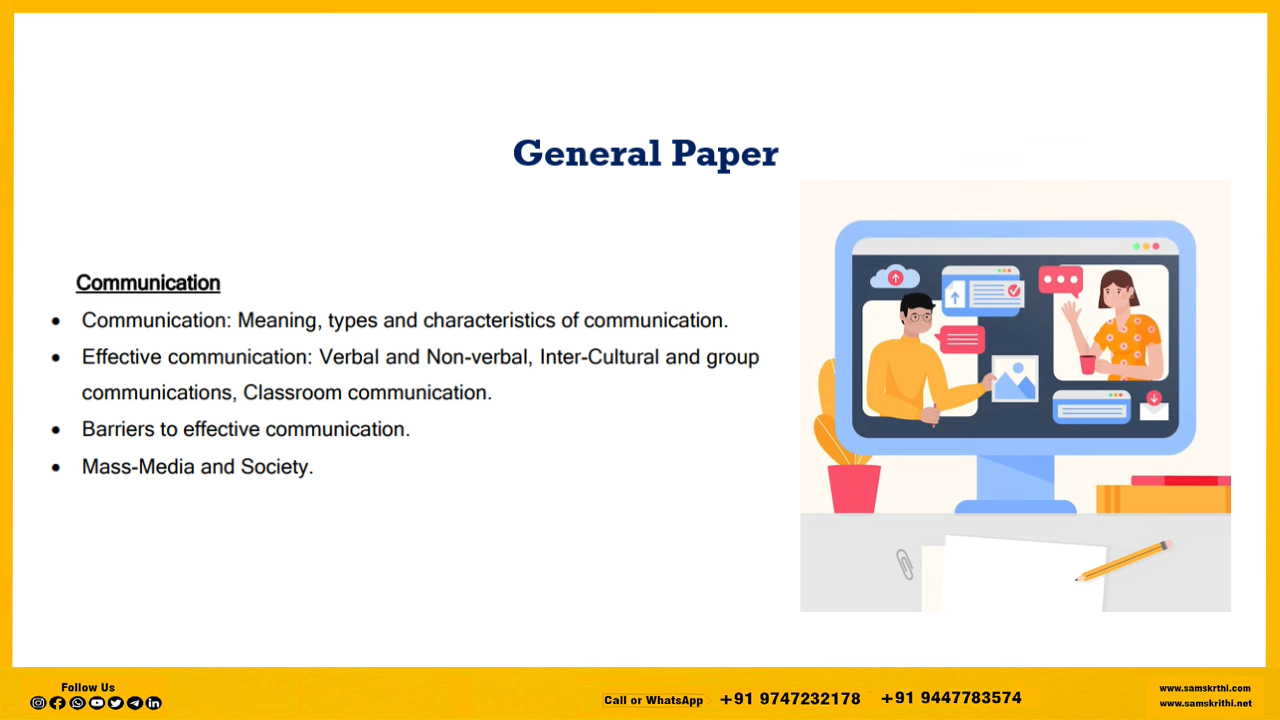 General Paper
Communication
• Communication: Meaning, types and characteristics of communication.
• Effective communication: Verbal and Non-verbal, Inter-Cultural and group
communications, Classroom communication.
• Barriers to effective communication.
• Mass-Media and Society.
Follow Us
Call or WhatsApp +91 9747232178 +91 9447783574
www.samskrthi.com
www.samskrithi.net